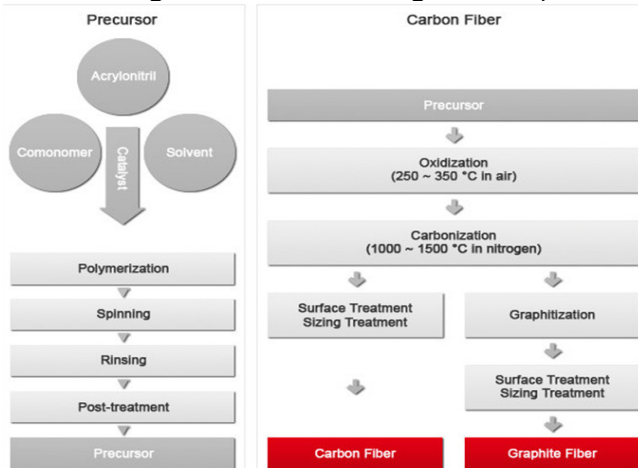 Precursor
Acrylonitril
Comonomer
Catalyst
Solvent
Polymerization
Spinning
Rinsing
Post-treatment
Precursor
Carbon Fiber
Precursor
Oxidization
(250 ~ 350 °C in air)
Carbonization
(1000 ~ 1500 °C in nitrogen)
Surface Treatment
Sizing Treatment
Graphitization
Surface Treatment
Sizing Treatment
Carbon Fiber
Graphite Fiber